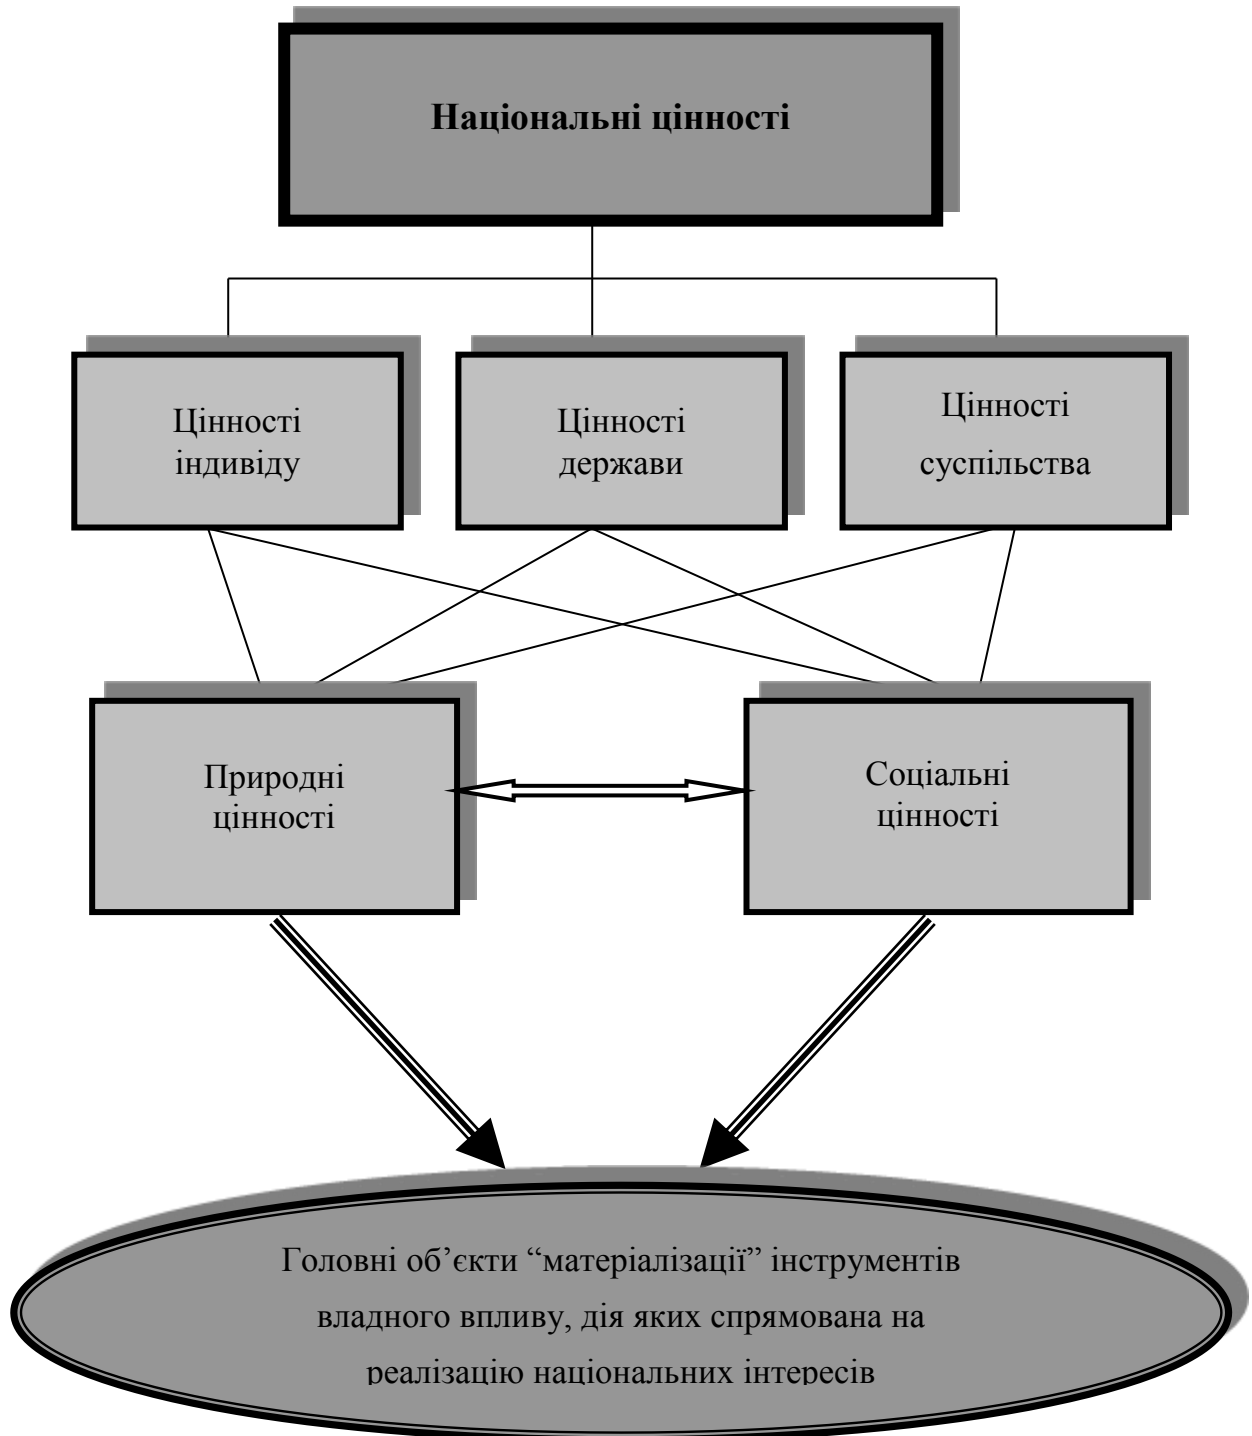 Національні цінності
Цінності
індивіду
Цінності
держави
Цінності
суспільства
Природні
цінності
Соціальні
цінності
Головні об’єкти “матеріалізації” інструментів
владного впливу, дія яких спрямована на
реалізацію національних інтересів